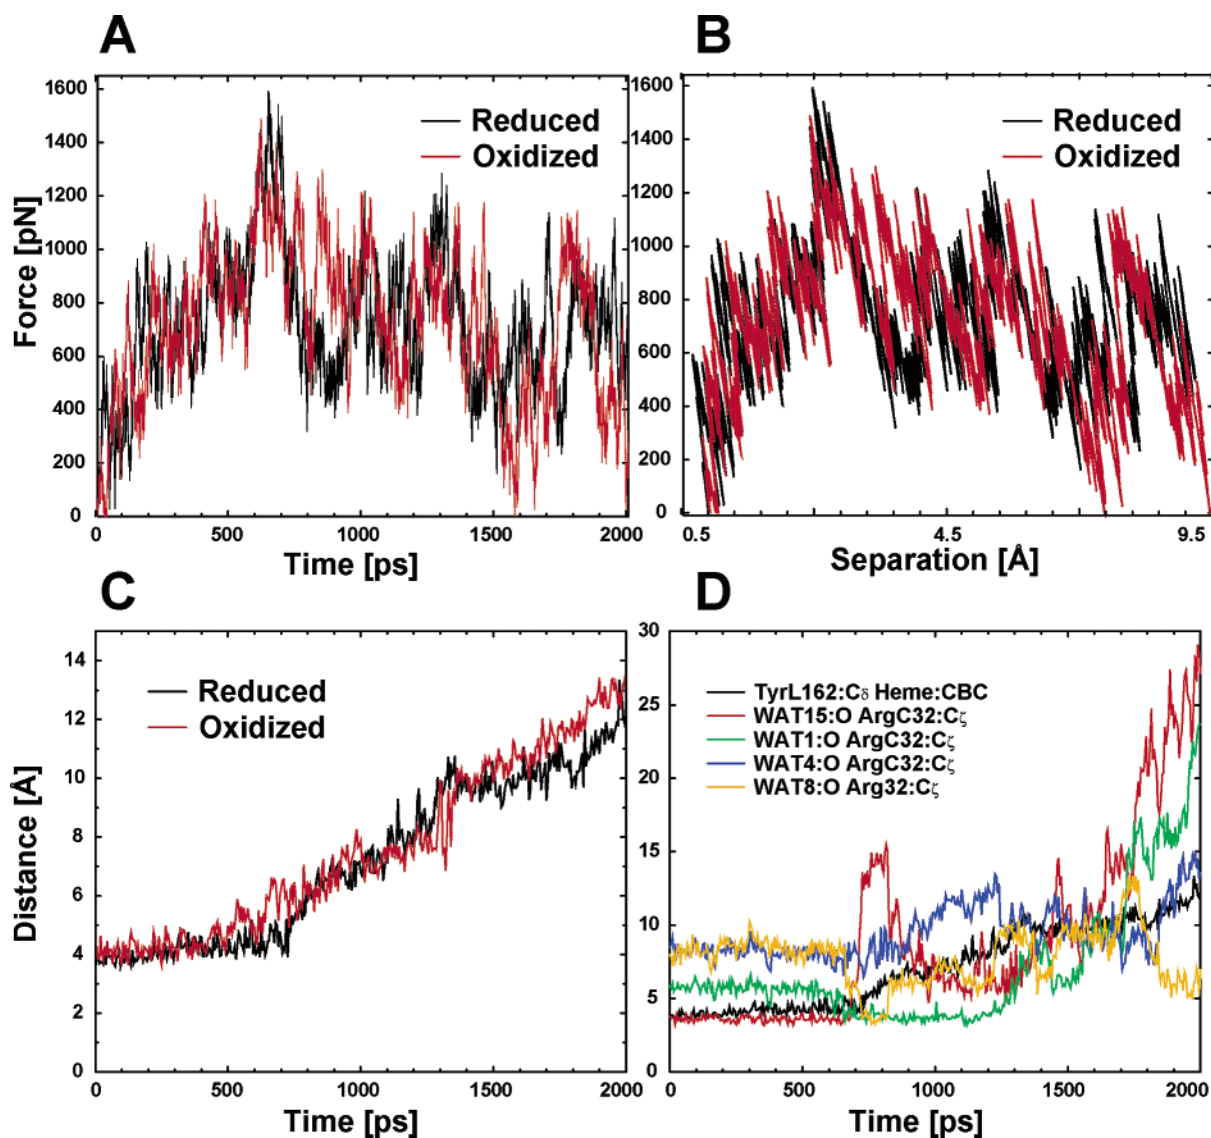 A
1600
1400
1200
1000
800
600
400
200
0
Force [pN]
Reduced
Oxidized
0
500
1000
1500
2000
Time [ps]
B
1600
1400
1200
1000
800
600
400
200
0
Reduced
Oxidized
0.5
4.5
9.5
Separation [Å]
C
14
12
10
8
6
4
2
0
Distance [Å]
Reduced
Oxidized
0
500
1000
1500
2000
Time [ps]
D
30
25
20
15
10
5
0
TyrL162:Cδ Heme:CBC
WAT15:O ArgC32:Cζ
WAT1:O ArgC32:Cζ
WAT4:O ArgC32:Cζ
WAT8:O Arg32:Cζ
0
500
1000
1500
2000
Time [ps]